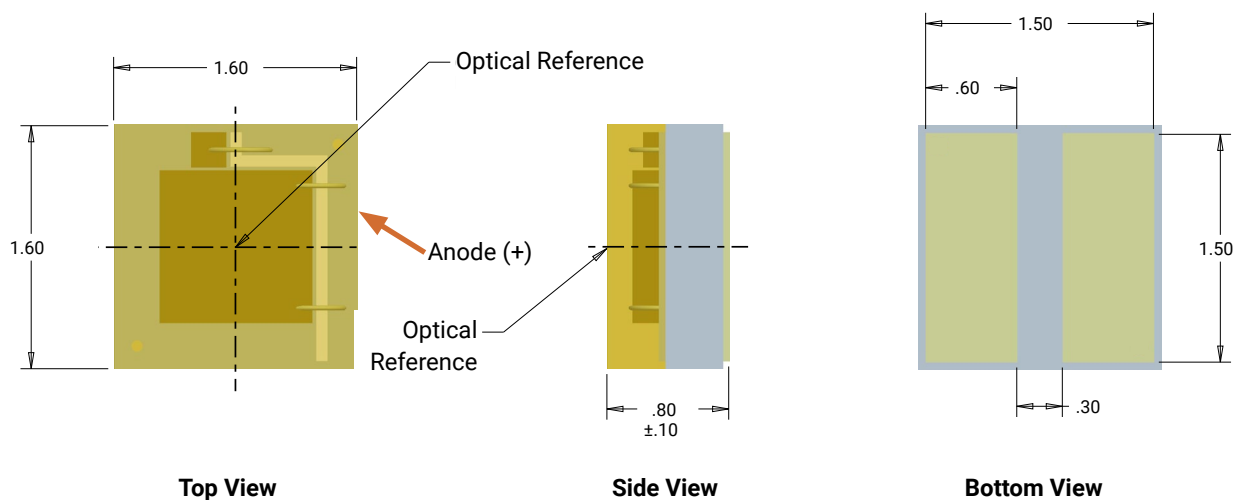 1.60
Optical Reference
1.60
Anode (+)
Top View
Optical
Reference
.80
±.10
Side View
1.50
.60
1.50
.30
Bottom View